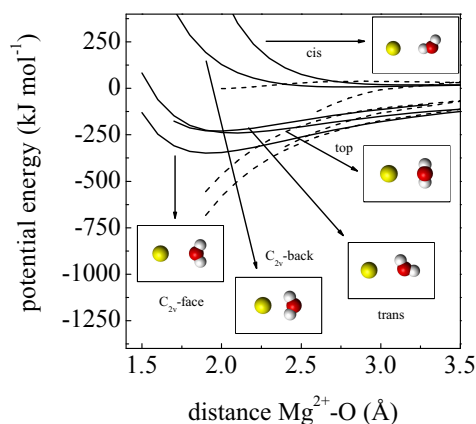 potential energy (kJ mol⁻¹)
250
0
-250
-500
-750
-1000
-1250
cis
top
C₂ᵥ-face
C₂ᵥ-back
trans
1.5 2.0 2.5 3.0 3.5
distance Mg²⁺-O (Å)